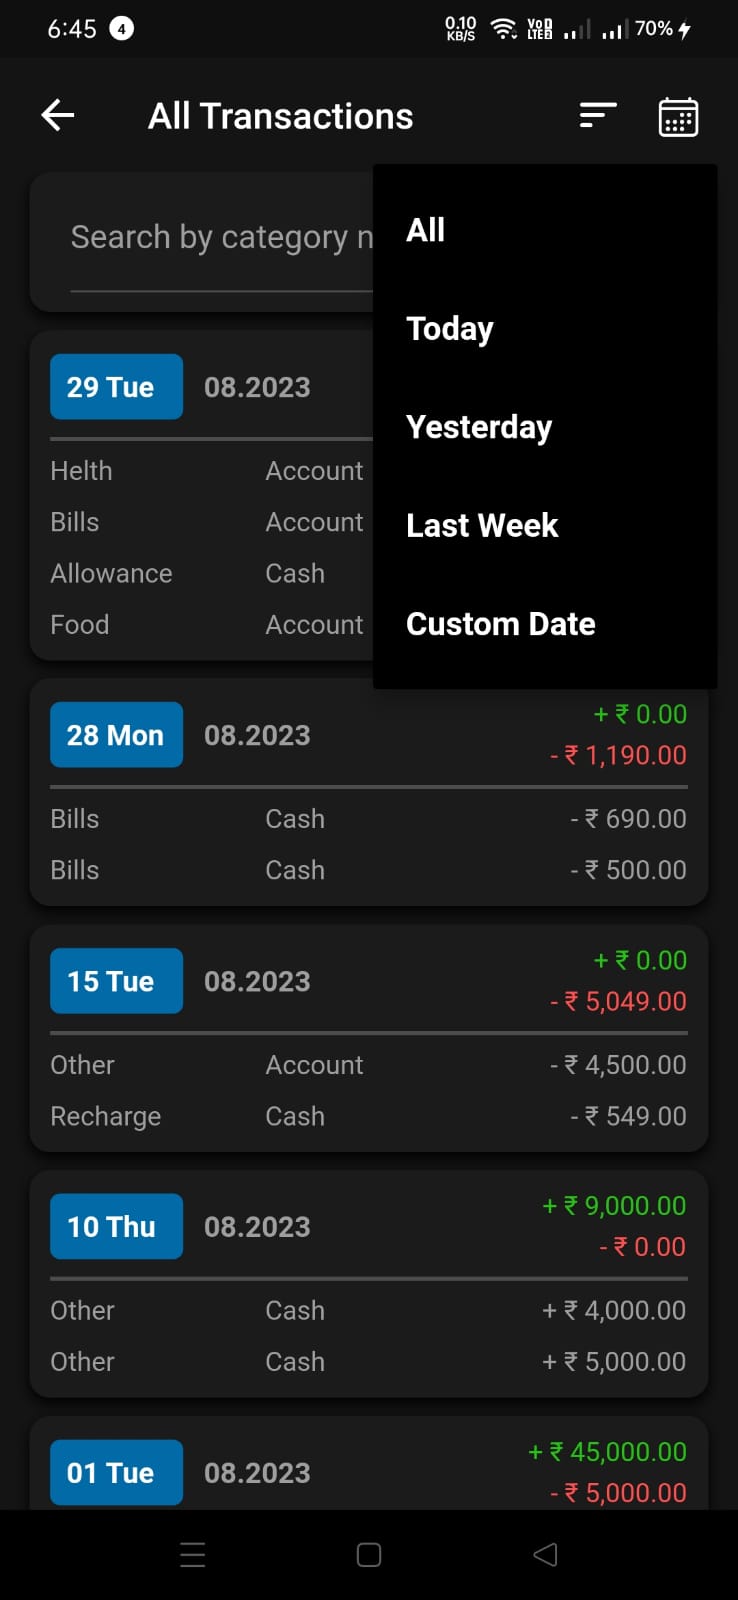 6:45 4 0.10 KB/S VoD LTE2 70%
All Transactions
Search by category n
All
Today
Yesterday
Last Week
Custom Date
29 Tue 08.2023
Helth Account
Bills Account
Allowance Cash
Food Account
28 Mon 08.2023
+ ₹ 0.00
- ₹ 1,190.00
Bills Cash - ₹ 690.00
Bills Cash - ₹ 500.00
15 Tue 08.2023
+ ₹ 0.00
- ₹ 5,049.00
Other Account - ₹ 4,500.00
Recharge Cash - ₹ 549.00
10 Thu 08.2023
+ ₹ 9,000.00
- ₹ 0.00
Other Cash + ₹ 4,000.00
Other Cash + ₹ 5,000.00
01 Tue 08.2023
+ ₹ 45,000.00
- ₹ 5,000.00